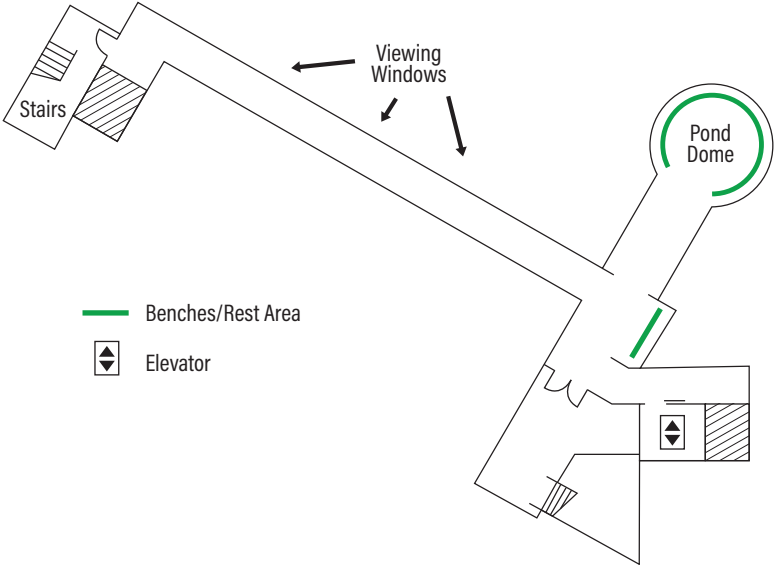 Viewing
Windows
Stairs
Pond
Dome
Benches/Rest Area
Elevator